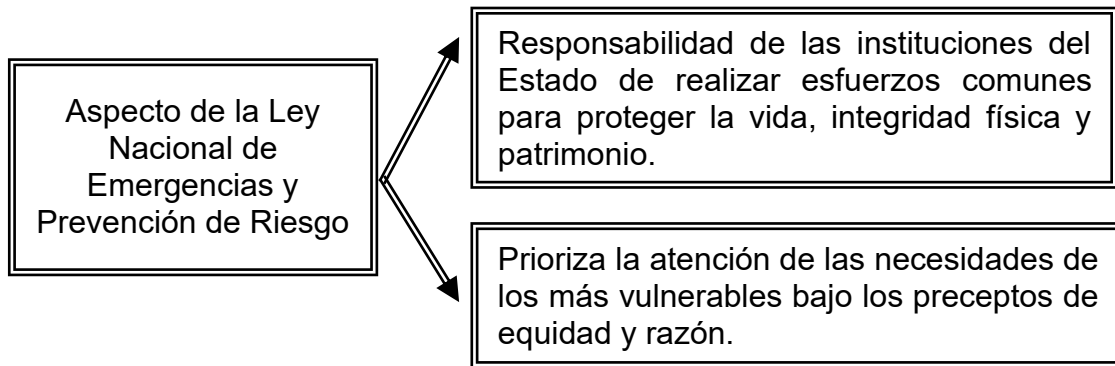 Aspecto de la Ley
Nacional de
Emergencias y
Prevención de Riesgo
Responsabilidad de las instituciones del
Estado de realizar esfuerzos comunes
para proteger la vida, integridad física y
patrimonio.
Prioriza la atención de las necesidades de
los más vulnerables bajo los preceptos de
equidad y razón.